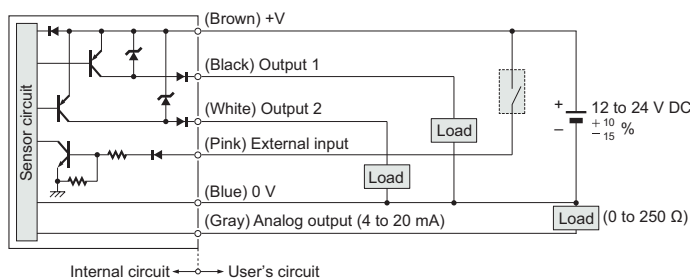 (Brown) +V
(Black) Output 1
(White) Output 2
(Pink) External input
(Blue) 0 V
(Gray) Analog output (4 to 20 mA)
Sensor circuit
Load
Load
+
−
12 to 24 V DC
+10
−15 %
Load (0 to 250 Ω)
Internal circuit
User's circuit